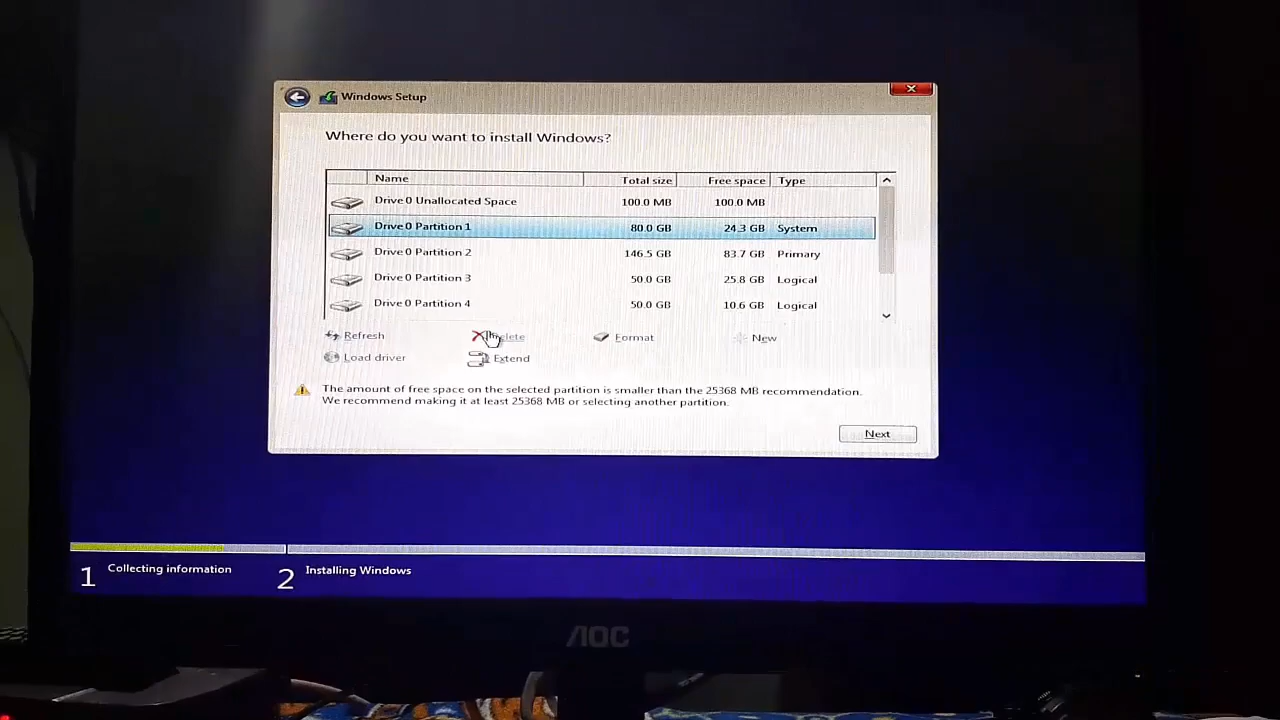 Windows Setup
Where do you want to install Windows?
Name Total size Free space Type
Drive 0 Unallocated Space 100.0 MB 100.0 MB
Drive 0 Partition 1 80.0 GB 24.3 GB System
Drive 0 Partition 2 146.5 GB 83.7 GB Primary
Drive 0 Partition 3 50.0 GB 25.8 GB Logical
Drive 0 Partition 4 50.0 GB 10.6 GB Logical
Refresh Delete Format New
Load driver Extend
The amount of free space on the selected partition is smaller than the 25368 MB recommendation.
We recommend making it at least 25368 MB or selecting another partition.
Next
1 Collecting information 2 Installing Windows
AOC